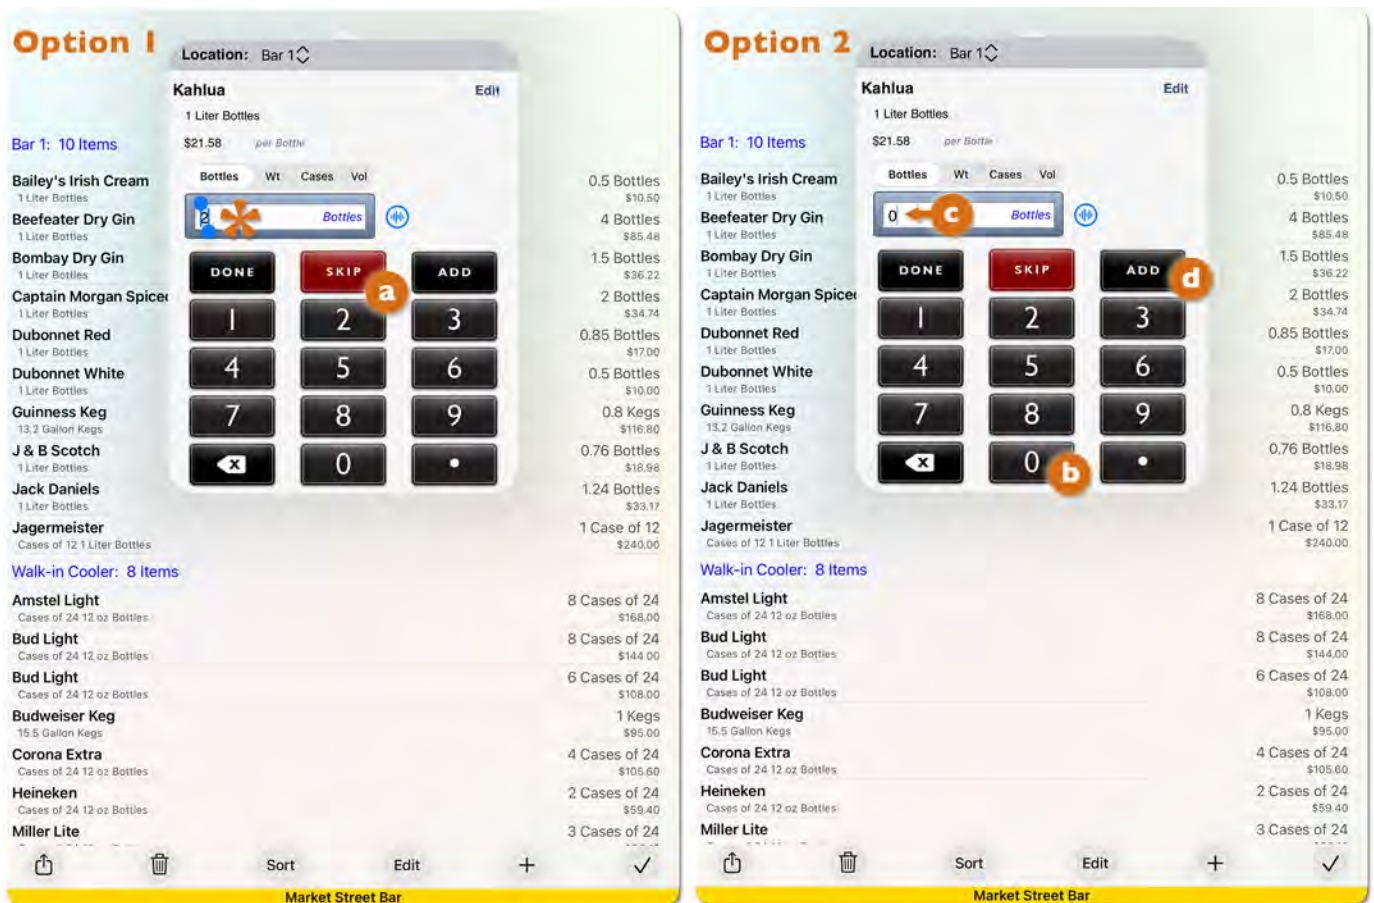 Option 1
Location: Bar 1
Kahlua
Edit
1 Liter Bottles
$21.58 per Bottle
Bar 1: 10 Items
Bottles Wt Cases Vol
2 Bottles
DONE SKIP ADD
a
1 2 3
4 5 6
7 8 9
x 0 .
Bailey's Irish Cream 0.5 Bottles
1 Liter Bottles $10.50
Beefeater Dry Gin 4 Bottles
1 Liter Bottles $85.48
Bombay Dry Gin 1.5 Bottles
1 Liter Bottles $36.22
Captain Morgan Spice 2 Bottles
1 Liter Bottles $34.74
Dubonnet Red 0.85 Bottles
1 Liter Bottles $17.00
Dubonnet White 0.5 Bottles
1 Liter Bottles $10.00
Guinness Keg 0.8 Kegs
13.2 Gallon Kegs $116.80
J & B Scotch 0.76 Bottles
1 Liter Bottles $18.98
Jack Daniels 1.24 Bottles
1 Liter Bottles $33.17
Jagermeister 1 Case of 12
Cases of 12 1 Liter Bottles $240.00
Walk-in Cooler: 8 Items
Amstel Light 8 Cases of 24
Cases of 24 12 oz Bottles $168.00
Bud Light 8 Cases of 24
Cases of 24 12 oz Bottles $144.00
Bud Light 6 Cases of 24
Cases of 24 12 oz Bottles $108.00
Budweiser Keg 1 Kegs
15.5 Gallon Kegs $95.00
Corona Extra 4 Cases of 24
Cases of 24 12 oz Bottles $105.60
Heineken 2 Cases of 24
Cases of 24 12 oz Bottles $59.40
Miller Lite 3 Cases of 24
Sort Edit
Market Street Bar
Option 2
Location: Bar 1
Kahlua
Edit
1 Liter Bottles
$21.58 per Bottle
Bar 1: 10 Items
Bottles Wt Cases Vol
0 c Bottles
DONE SKIP ADD
d
1 2 3
4 5 6
7 8 9
x 0 .
b
Bailey's Irish Cream 0.5 Bottles
1 Liter Bottles $10.50
Beefeater Dry Gin 4 Bottles
1 Liter Bottles $85.48
Bombay Dry Gin 1.5 Bottles
1 Liter Bottles $36.22
Captain Morgan Spice 2 Bottles
1 Liter Bottles $34.74
Dubonnet Red 0.85 Bottles
1 Liter Bottles $17.00
Dubonnet White 0.5 Bottles
1 Liter Bottles $10.00
Guinness Keg 0.8 Kegs
13.2 Gallon Kegs $116.80
J & B Scotch 0.76 Bottles
1 Liter Bottles $18.98
Jack Daniels 1.24 Bottles
1 Liter Bottles $33.17
Jagermeister 1 Case of 12
Cases of 12 1 Liter Bottles $240.00
Walk-in Cooler: 8 Items
Amstel Light 8 Cases of 24
Cases of 24 12 oz Bottles $168.00
Bud Light 8 Cases of 24
Cases of 24 12 oz Bottles $144.00
Bud Light 6 Cases of 24
Cases of 24 12 oz Bottles $108.00
Budweiser Keg 1 Kegs
15.5 Gallon Kegs $95.00
Corona Extra 4 Cases of 24
Cases of 24 12 oz Bottles $105.60
Heineken 2 Cases of 24
Cases of 24 12 oz Bottles $59.40
Miller Lite 3 Cases of 24
Sort Edit
Market Street Bar